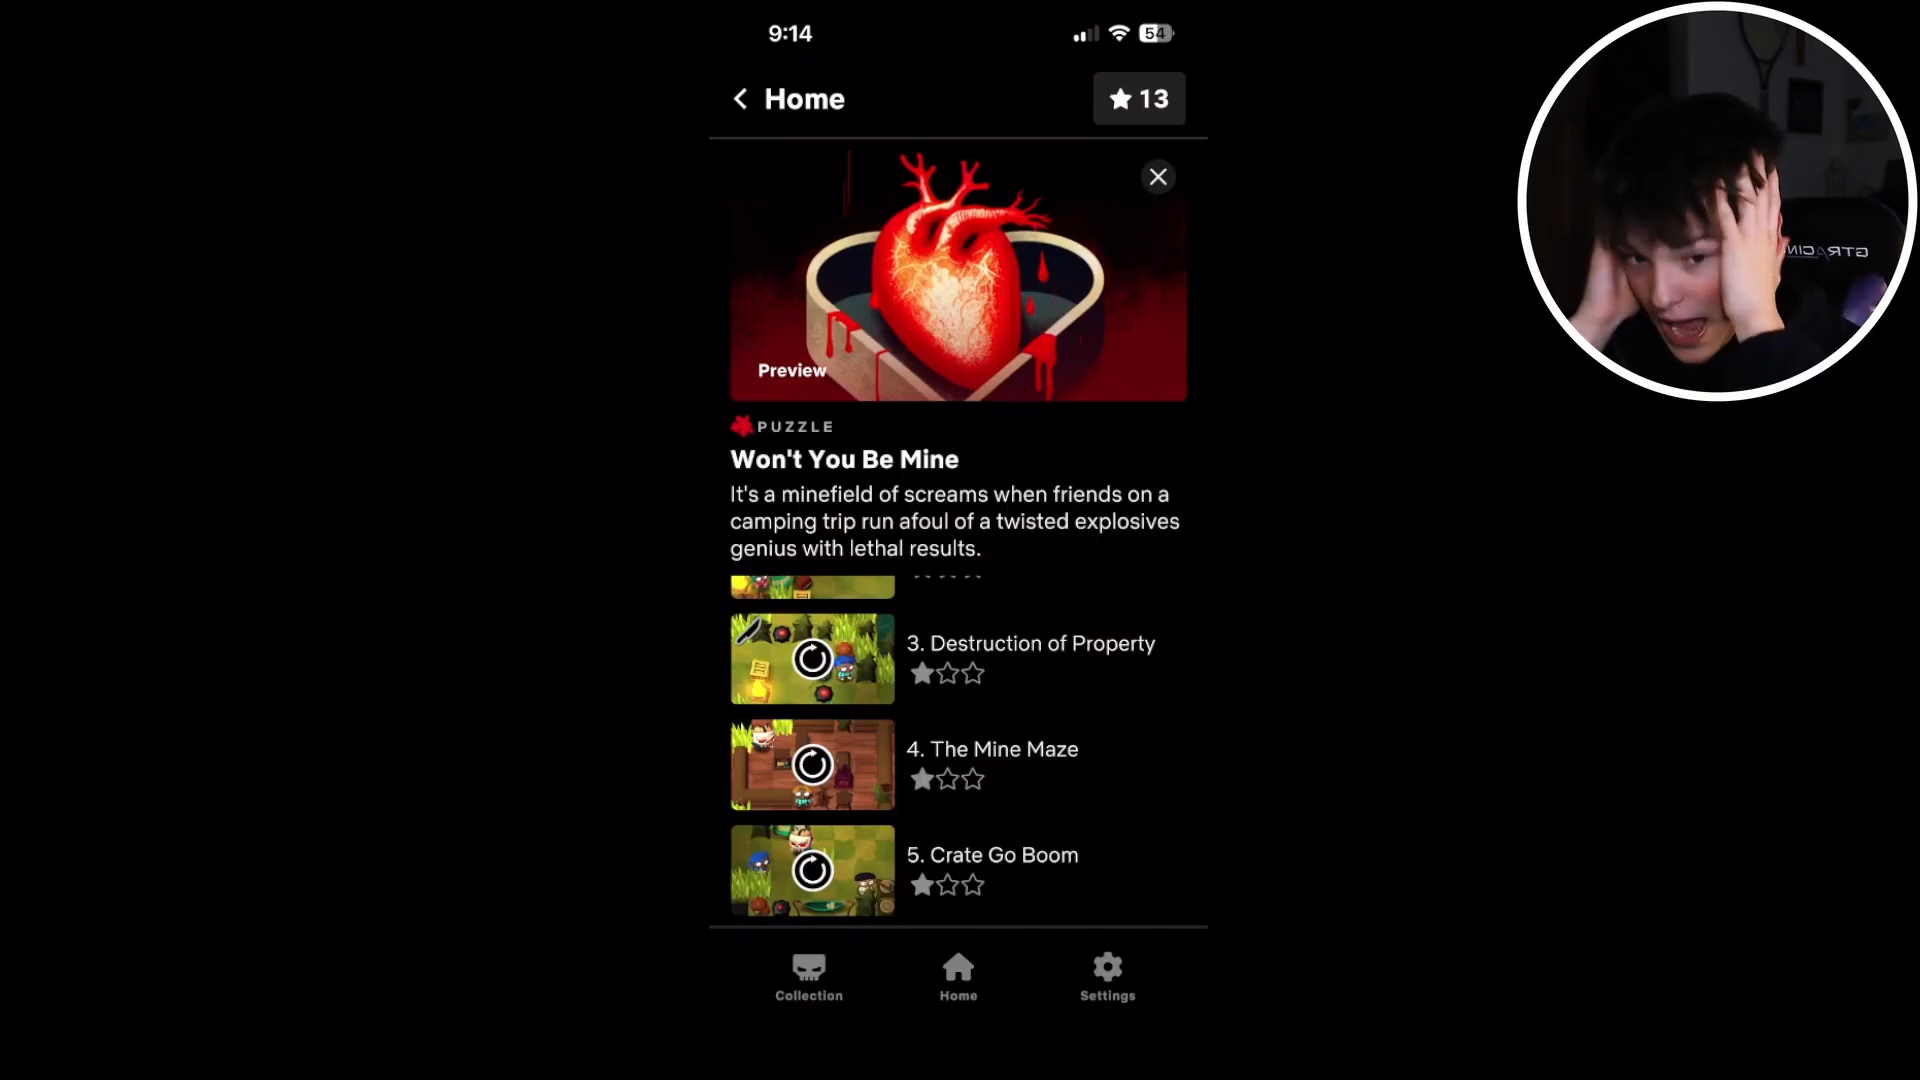 9:14
54
Home
13
Preview
PUZZLE
Won't You Be Mine
It's a minefield of screams when friends on a
camping trip run afoul of a twisted explosives
genius with lethal results.
3. Destruction of Property
4. The Mine Maze
5. Crate Go Boom
Collection
Home
Settings
GTRACING